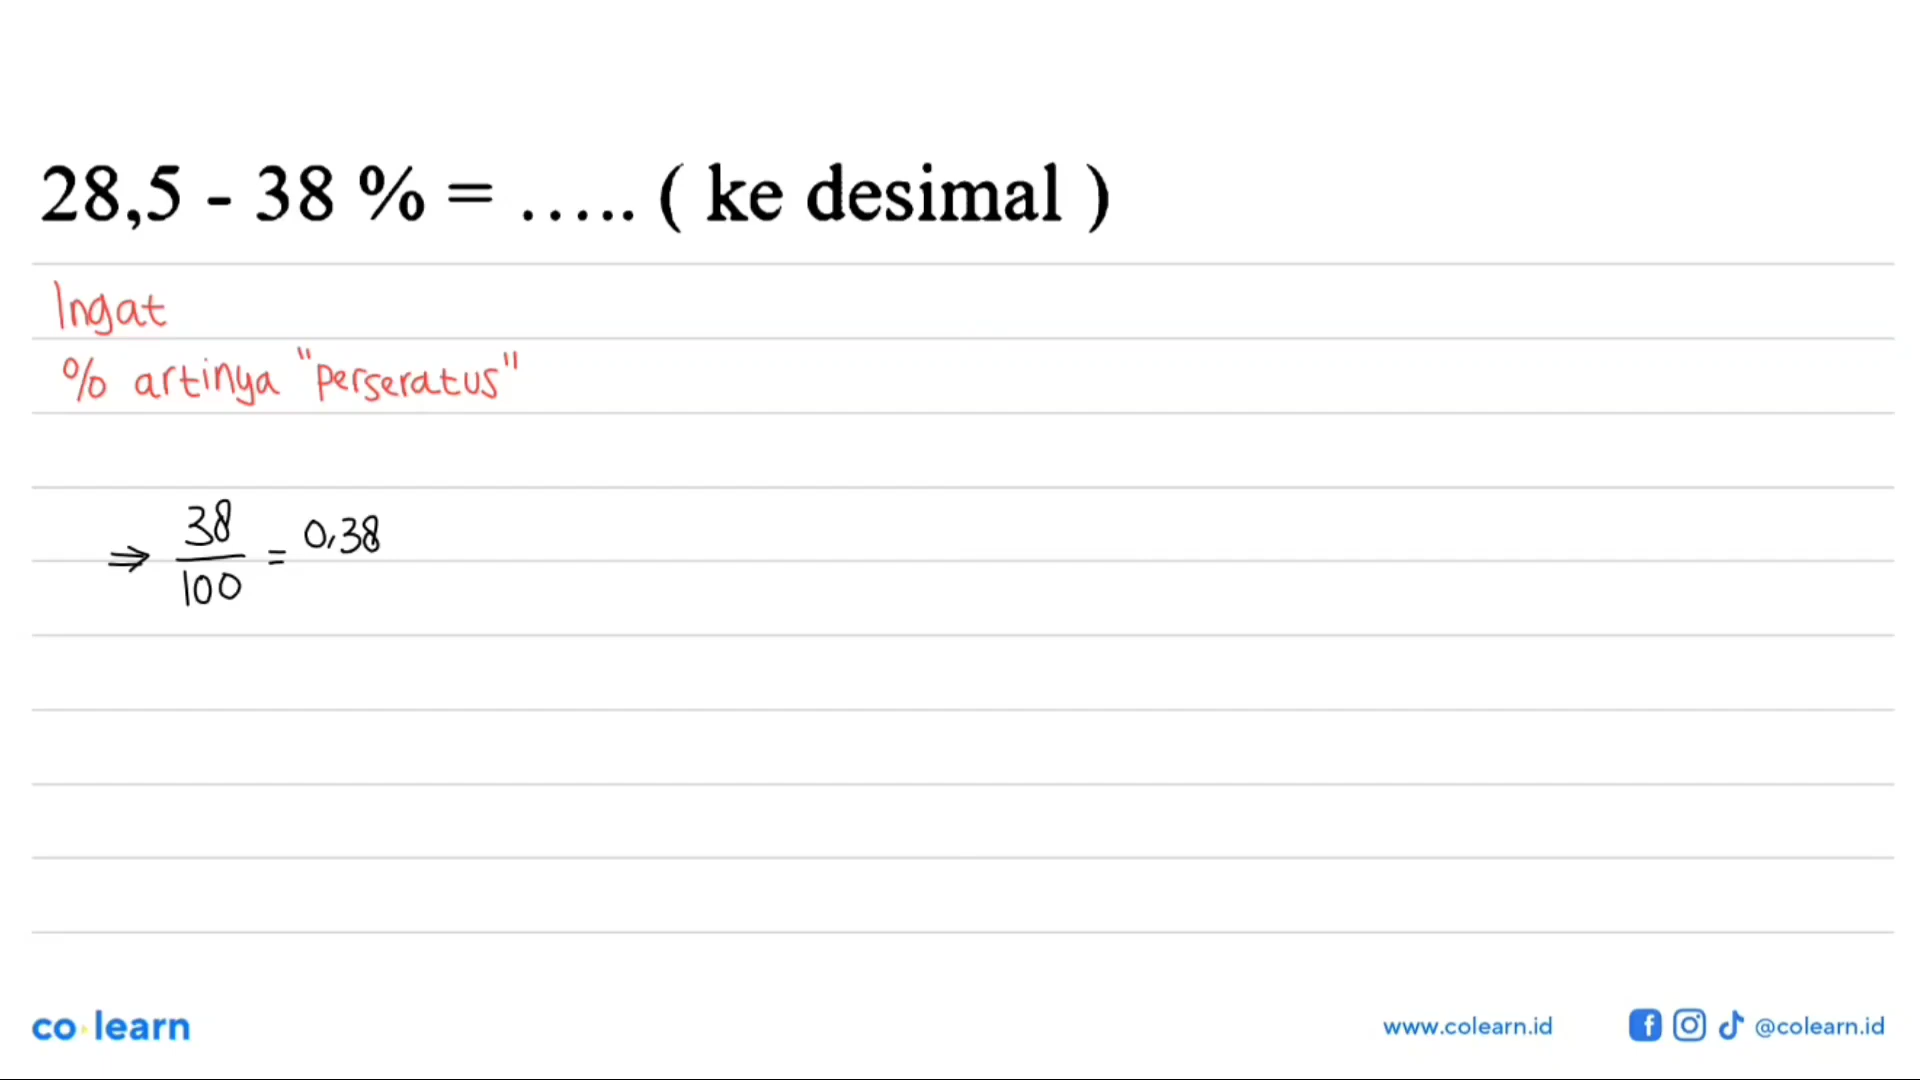 28,5 - 38 % = ..... ( ke desimal )
Ingat
% artinya "perseratus"
⇒ 38/100 = 0,38
co learn
www.colearn.id @colearn.id